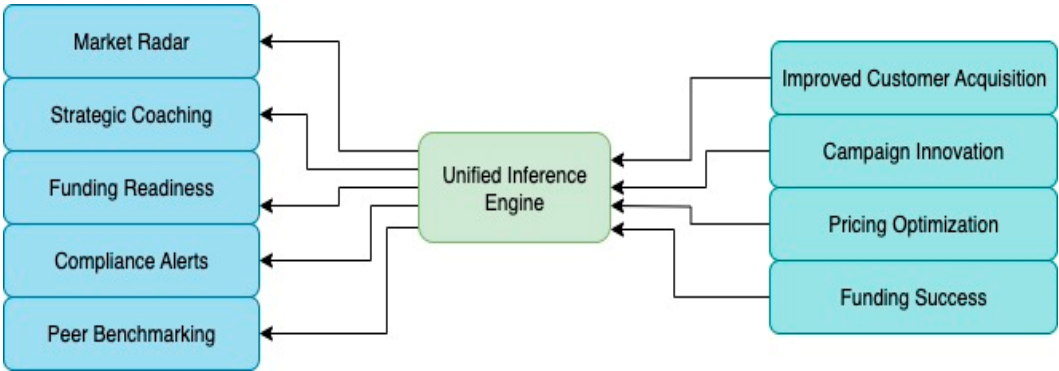 Market Radar
Strategic Coaching
Funding Readiness
Compliance Alerts
Peer Benchmarking
Unified Inference
Engine
Improved Customer Acquisition
Campaign Innovation
Pricing Optimization
Funding Success